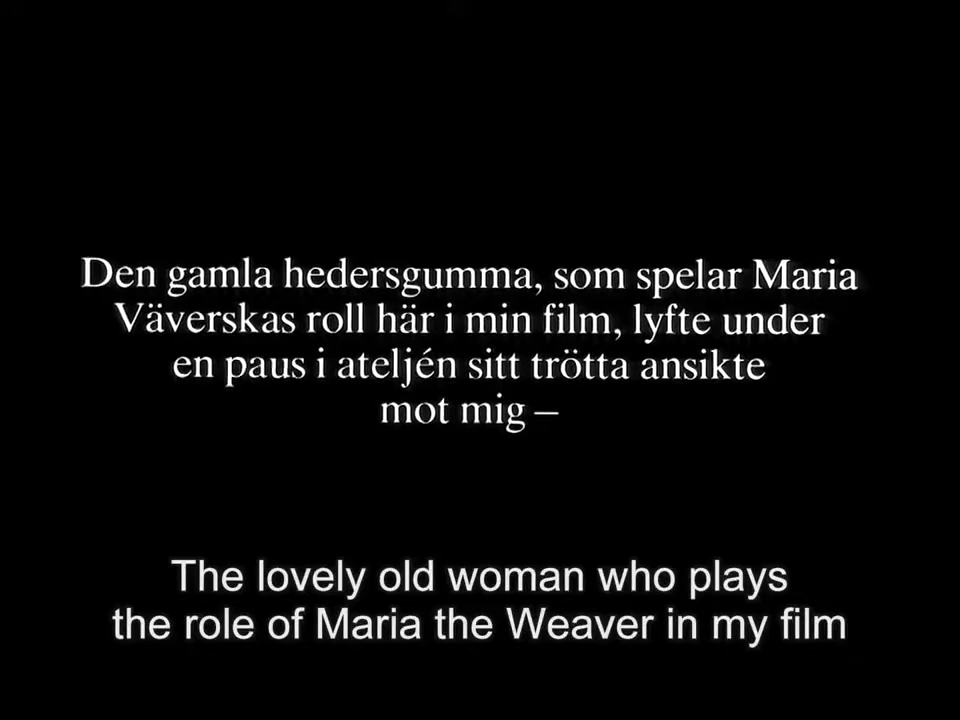 Den gamla hedersgumma, som spelar Maria
Väverskas roll här i min film, lyfte under
en paus i ateljén sitt trötta ansikte
mot mig –
The lovely old woman who plays
the role of Maria the Weaver in my film